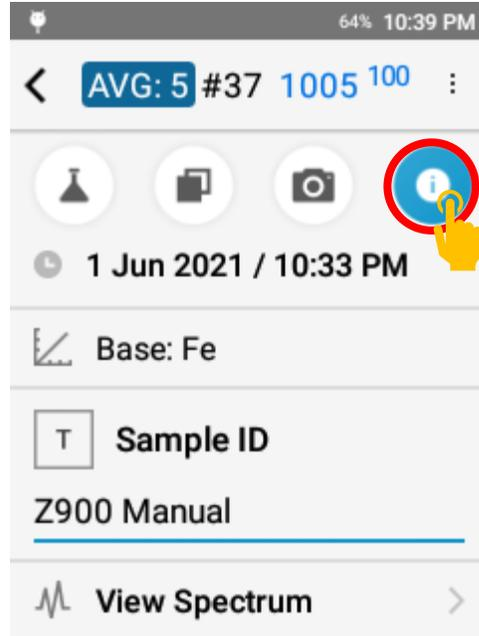 64% 10:39 PM
AVG: 5 #37 1005 100
i
1 Jun 2021 / 10:33 PM
Base: Fe
T Sample ID
Z900 Manual
View Spectrum